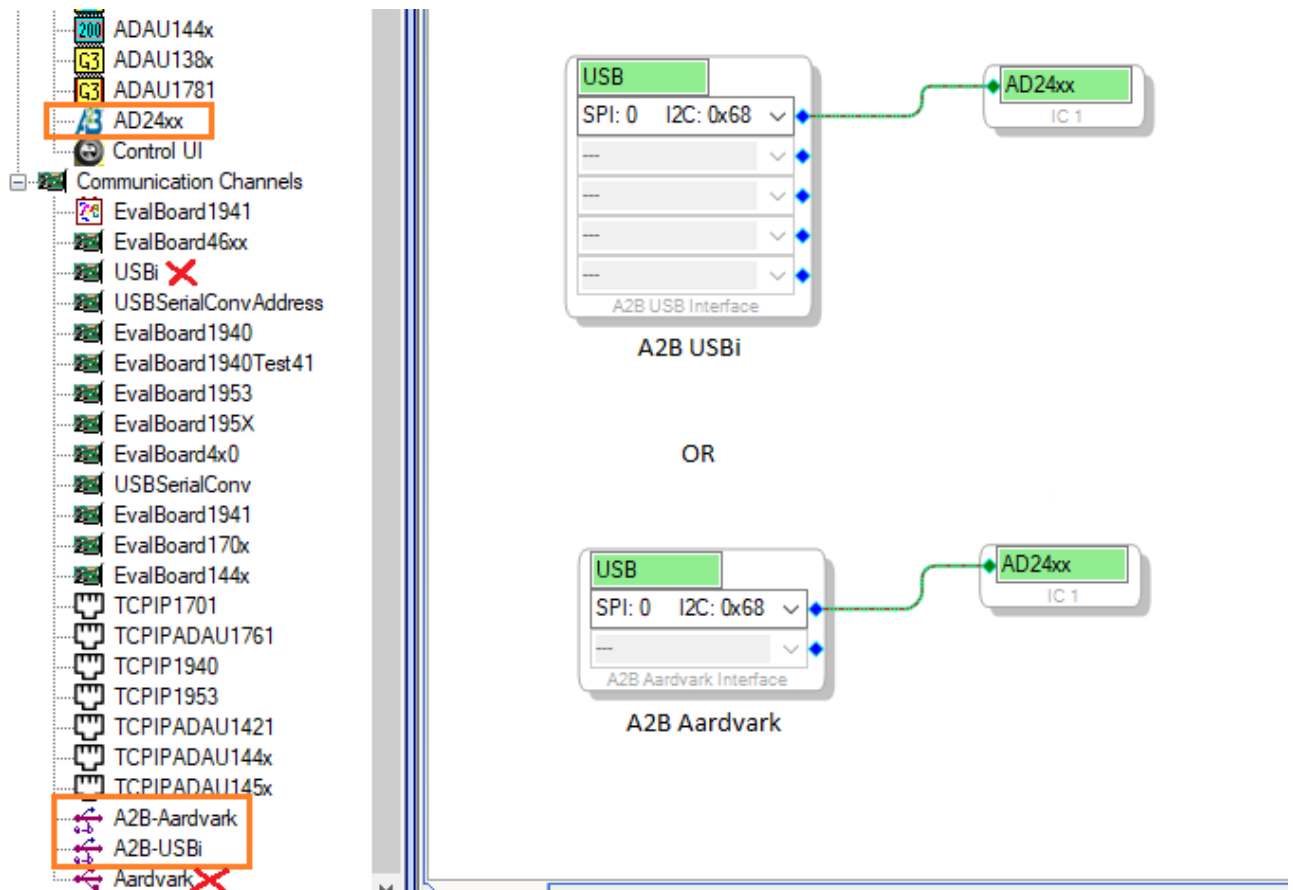 200 ADAU144x
G3 ADAU138x
G3 ADAU1781
AD24xx
Control UI
Communication Channels
EvalBoard1941
EvalBoard46xx
USBi
USBSerialConvAddress
EvalBoard1940
EvalBoard1940Test41
EvalBoard1953
EvalBoard195X
EvalBoard4x0
USBSerialConv
EvalBoard1941
EvalBoard170x
EvalBoard144x
TCPIP1701
TCPIPADAU1761
TCPIP1940
TCPIP1953
TCPIPADAU1421
TCPIPADAU144x
TCPIPADAU145x
A2B-Aardvark
A2B-USBi
Aardvark
USB
SPI: 0 I2C: 0x68
---
---
---
---
A2B USB Interface
A2B USBi
AD24xx
IC 1
OR
USB
SPI: 0 I2C: 0x68
---
A2B Aardvark Interface
A2B Aardvark
AD24xx
IC 1